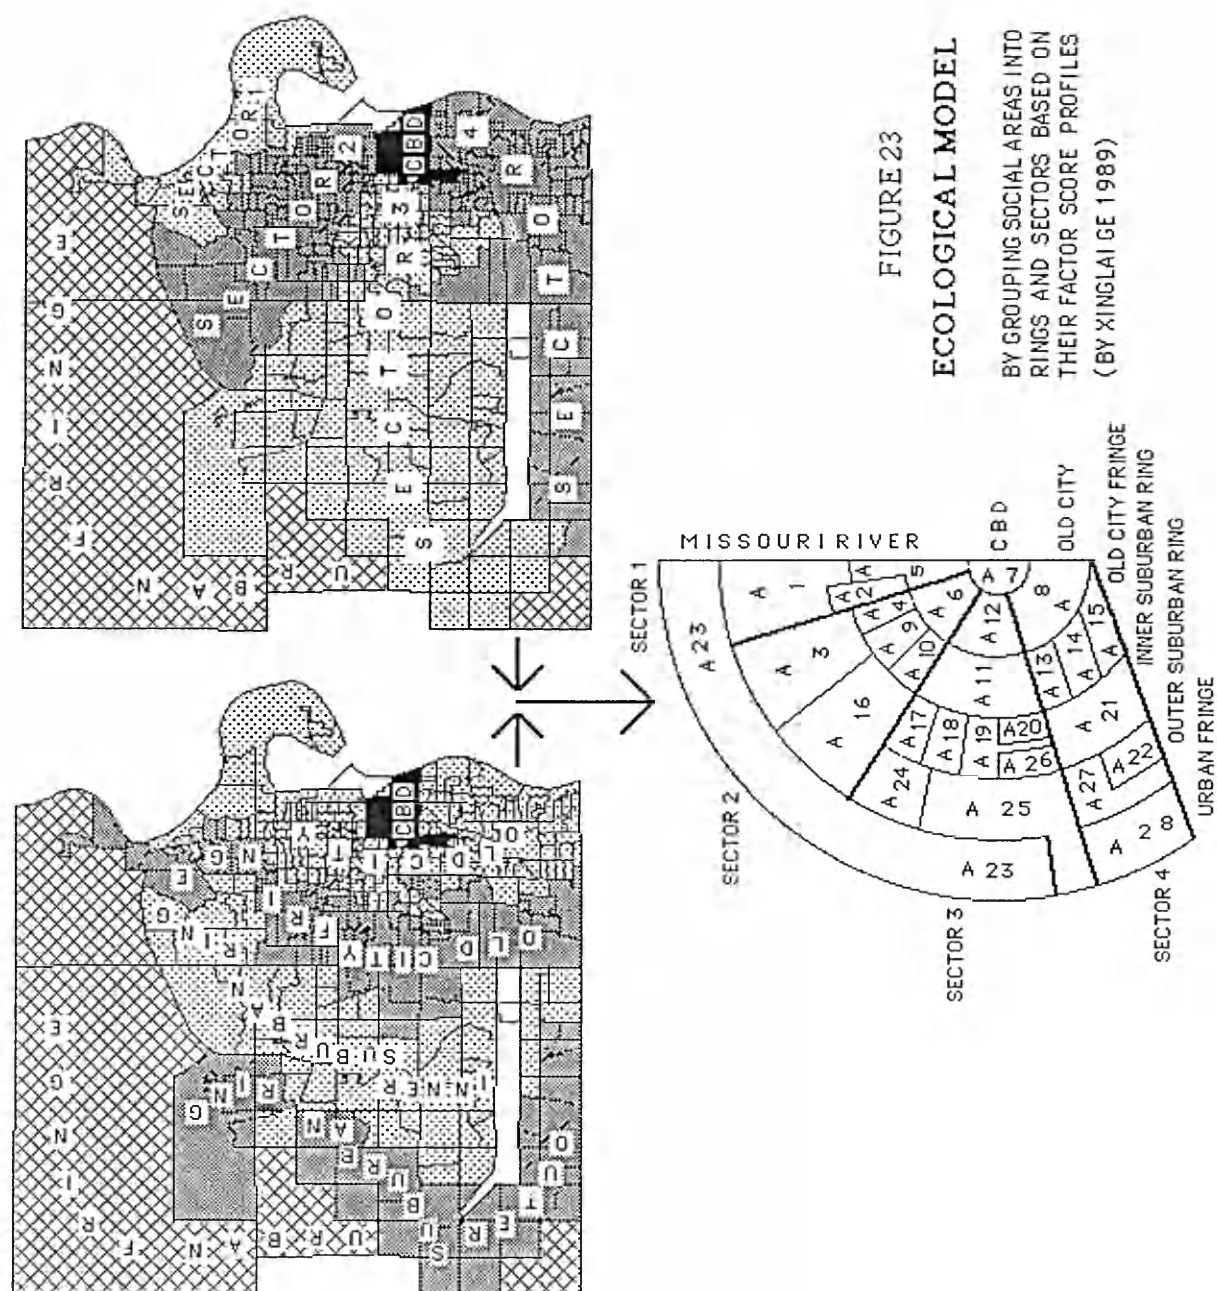 FIGURE 23
ECOLOGICAL MODEL
BY GROUPING SOCIAL AREAS INTO
RINGS AND SECTORS BASED ON
THEIR FACTOR SCORE PROFILES
(BY XINGLAI GE 1989)
URBAN FRINGE
SECTOR 1
SECTOR 2
SECTOR 3
SECTOR 4
CBD
URBAN FRINGE
OUTER SUBURBAN RING
INNER SUBURBAN RING
OLD CITY FRINGE
OLD CITY
CBD
MISSOURI RIVER
CBD
OLD CITY
OLD CITY FRINGE
INNER SUBURBAN RING
OUTER SUBURBAN RING
URBAN FRINGE
SECTOR 1
SECTOR 2
SECTOR 3
SECTOR 4
A 1
A 2
A 3
A 4
A 5
A 6
A 7
A 8
A 9
A 10
A 11
A 12
A 13
A 14
A 15
A 16
A 17
A 18
A 19
A 20
A 21
A 22
A 23
A 23
A 24
A 25
A 26
A 27
A 28